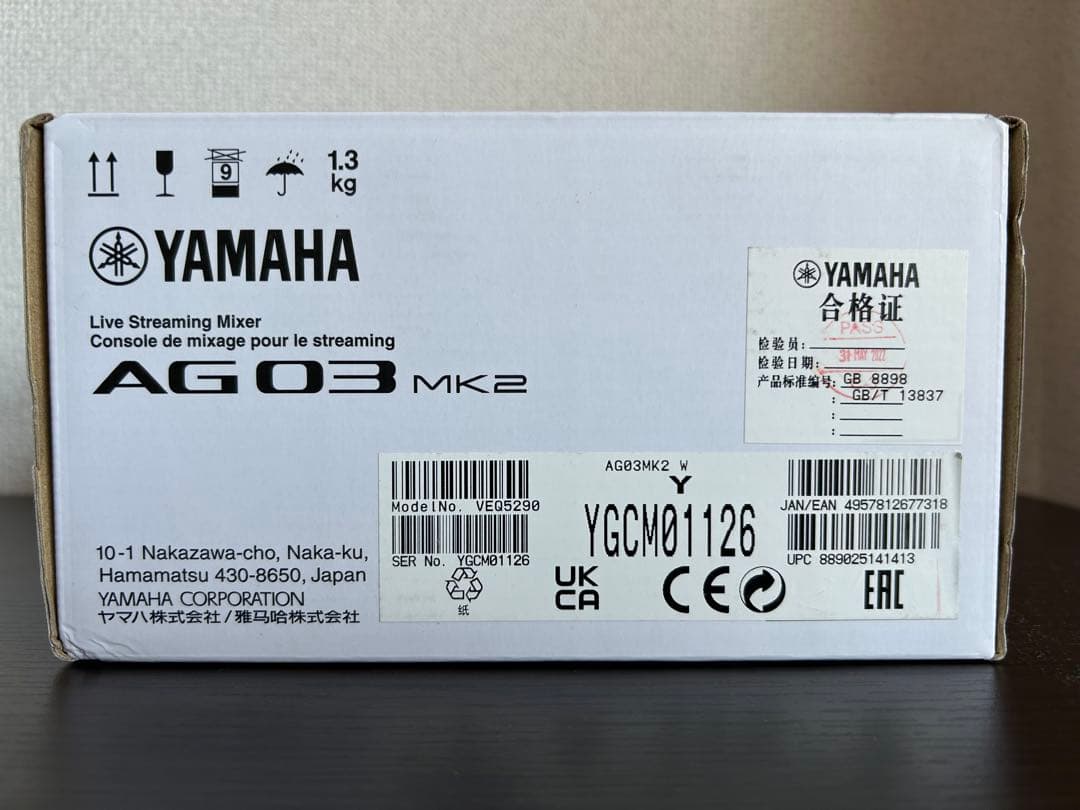 9
1.3
kg
YAMAHA
Live Streaming Mixer
Console de mixage pour le streaming
AG03 MK2
YAMAHA
合格证
PASS
检验员:
检验日期:
31 MAY 2022
产品标准编号: GB 8898
: GB/T 13837
:
:
AG03MK2 W
Y
YGCM01126
ModelNo. VEQ5290
SER No. YGCM01126
JAN/EAN 4957812677318
UPC 889025141413
纸
UK
CA
CE
EAC
10-1 Nakazawa-cho, Naka-ku,
Hamamatsu 430-8650, Japan
YAMAHA CORPORATION
ヤマハ株式会社/雅马哈株式会社